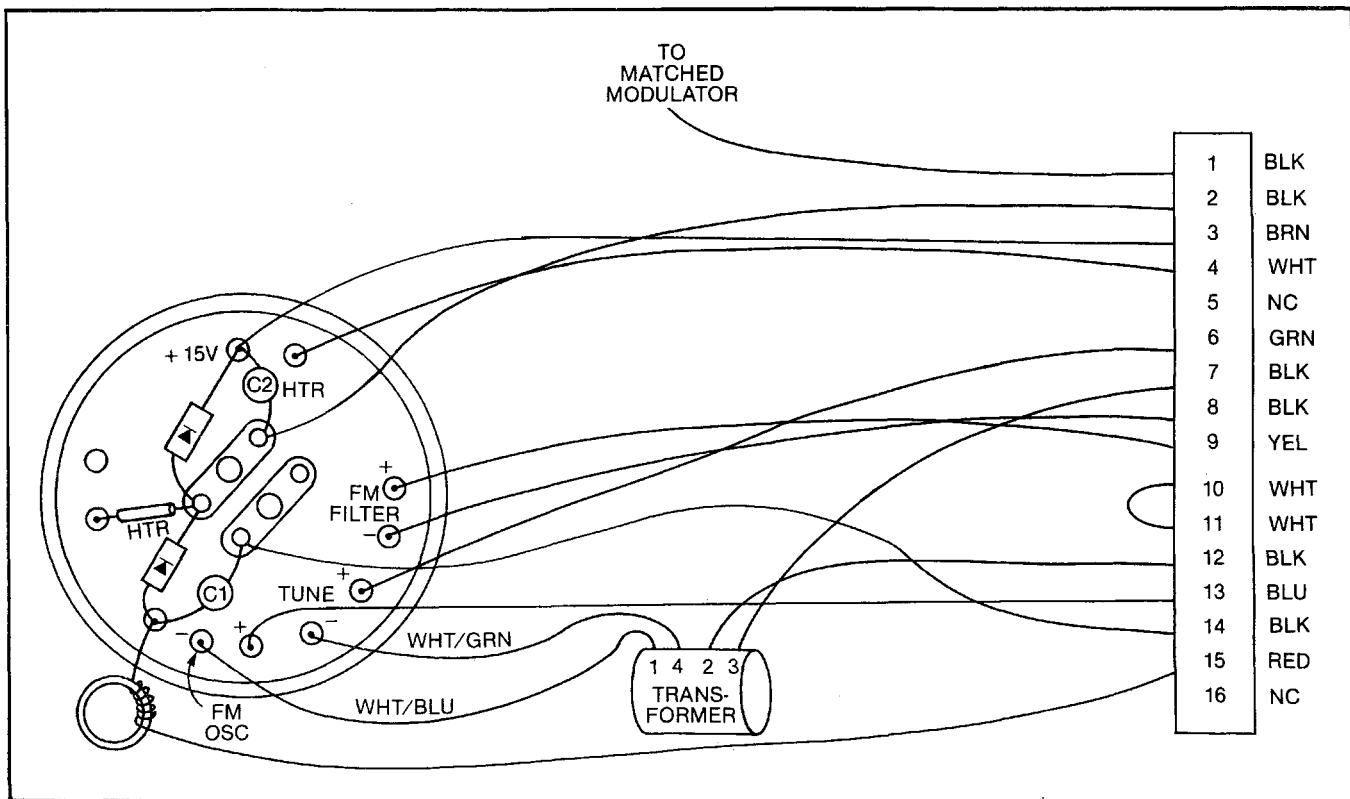 TO
MATCHED
MODULATOR
1 BLK
2 BLK
3 BRN
4 WHT
5 NC
6 GRN
7 BLK
8 BLK
9 YEL
10 WHT
11 WHT
12 BLK
13 BLU
14 BLK
15 RED
16 NC
+ 15V
C2 HTR
+
FM
FILTER
-
HTR
+
TUNE
C1
-
+
-
WHT/GRN
WHT/BLU
FM
OSC
1 4 2 3
TRANS-
FORMER